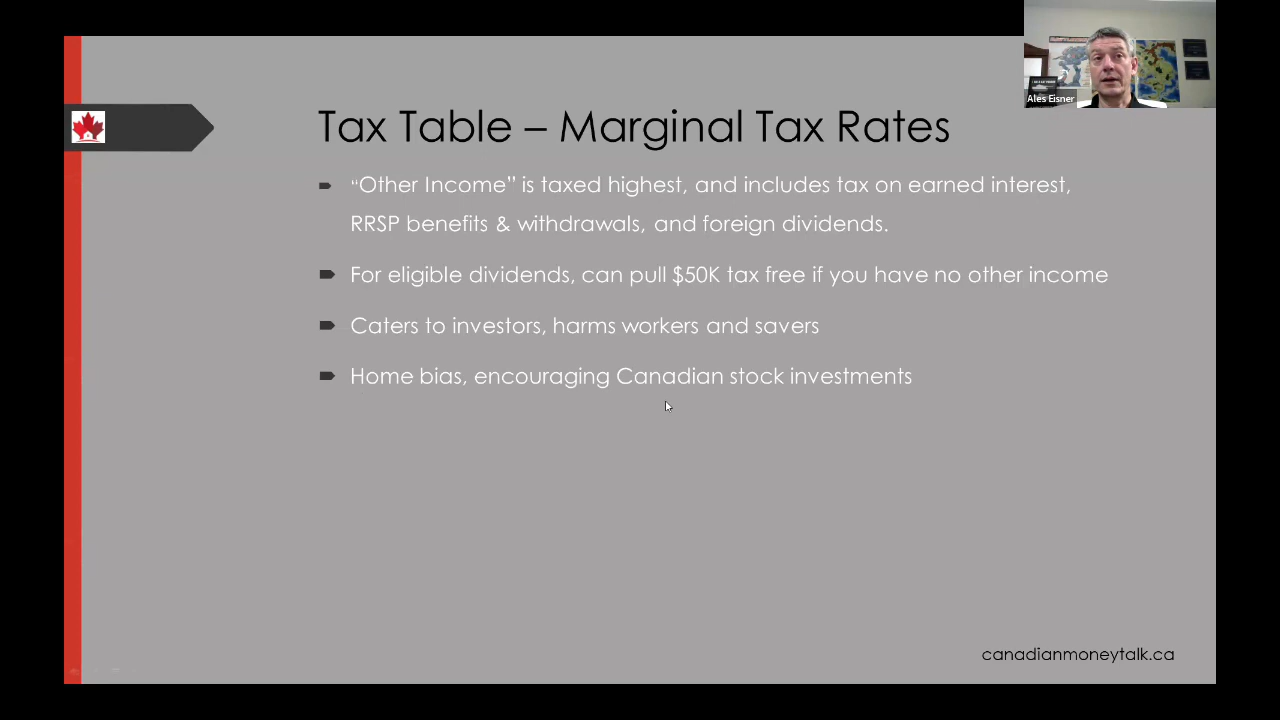 Ales Eisner
Tax Table – Marginal Tax Rates
“Other Income” is taxed highest, and includes tax on earned interest,
RRSP benefits & withdrawals, and foreign dividends.
For eligible dividends, can pull $50K tax free if you have no other income
Caters to investors, harms workers and savers
Home bias, encouraging Canadian stock investments
canadianmoneytalk.ca